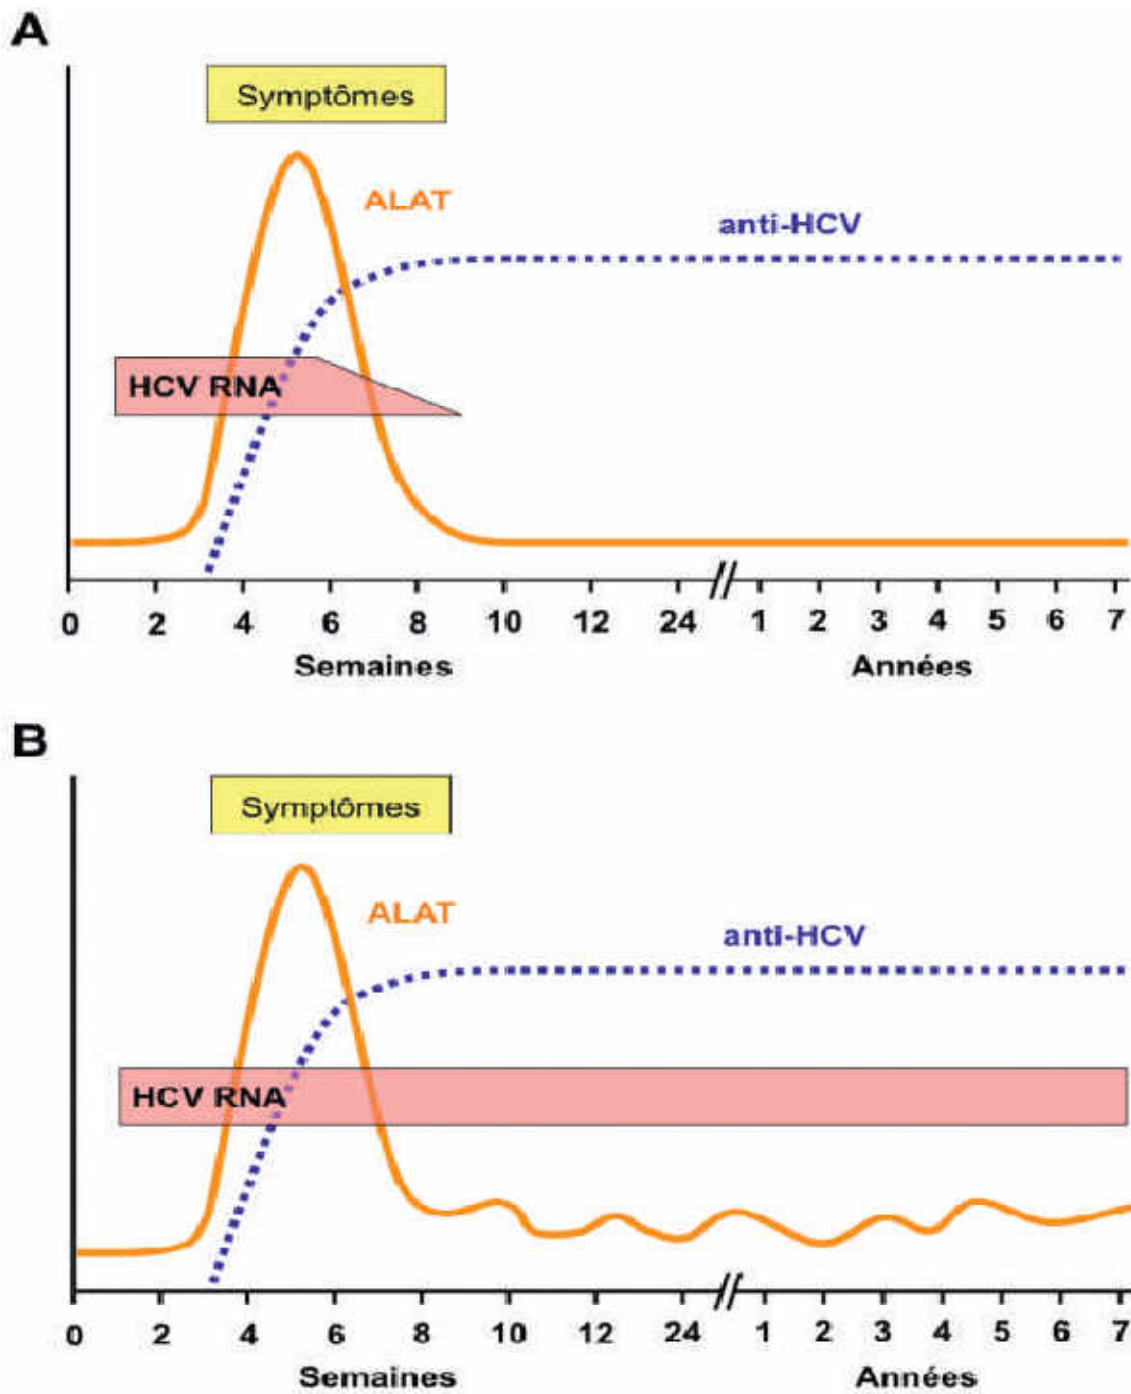 A
Symptômes
ALAT
anti-HCV
HCV RNA
0 2 4 6 8 10 12 24 1 2 3 4 5 6 7
Semaines Années
B
Symptômes
ALAT
anti-HCV
HCV RNA
0 2 4 6 8 10 12 24 1 2 3 4 5 6 7
Semaines Années